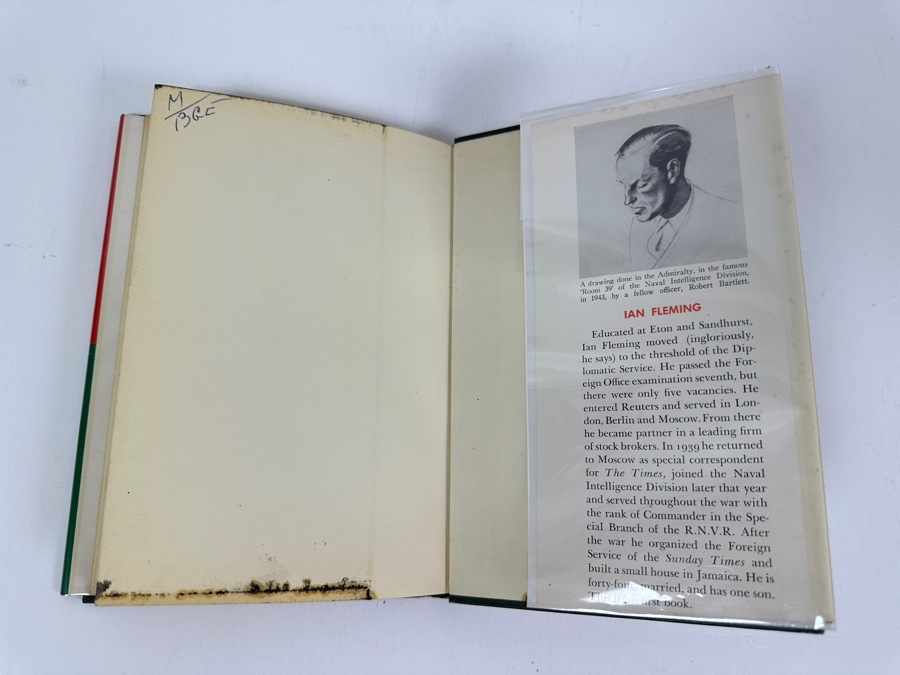 M
BGE
A drawing done in the Admiralty, in the famous
'Room 39' of the Naval Intelligence Division,
in 1943, by a fellow officer, Robert Bartlett.
IAN FLEMING
Educated at Eton and Sandhurst,
Ian Fleming moved (ingloriously,
he says) to the threshold of the Dip-
lomatic Service. He passed the For-
eign Office examination seventh, but
there were only five vacancies. He
entered Reuters and served in Lon-
don, Berlin and Moscow. From there
he became partner in a leading firm
of stock brokers. In 1939 he returned
to Moscow as special correspondent
for The Times, joined the Naval
Intelligence Division later that year
and served throughout the war with
the rank of Commander in the Spe-
cial Branch of the R.N.V.R. After
the war he organized the Foreign
Service of the Sunday Times and
built a small house in Jamaica. He is
forty-four, married, and has one son.
first book.